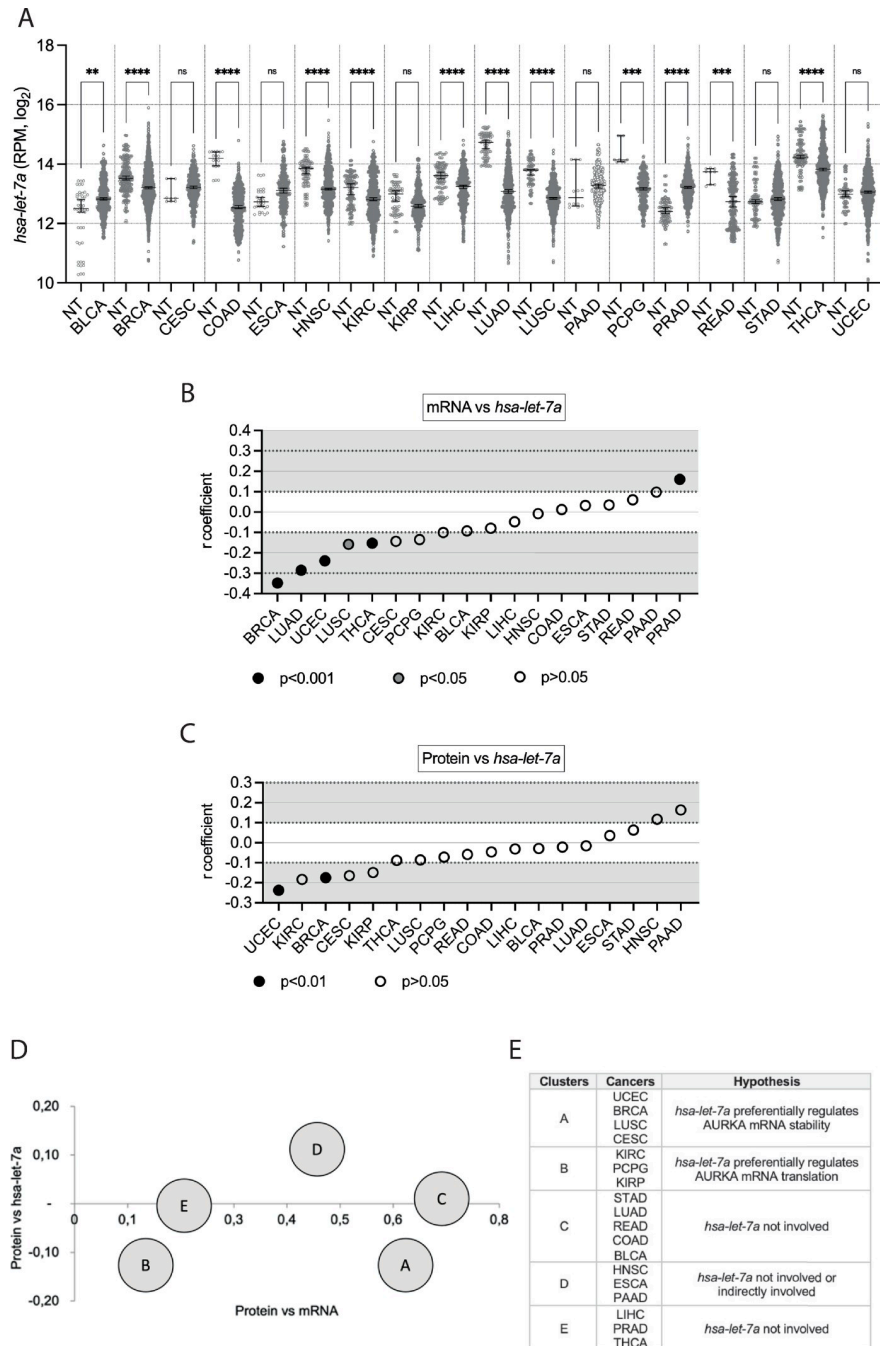 A
18
16
14
12
10
hsa-let-7a (RPM, log2)
** **** ns **** ns **** **** ns **** **** **** ns *** **** *** ns **** ns
NT BLCA NT BRCA NT CESC NT COAD NT ESCA NT HNSC NT KIRC NT KIRP NT LIHC NT LUAD NT LUSC NT PAAD NT PCPG NT PRAD NT READ NT STAD NT THCA NT UCEC
B
mRNA vs hsa-let-7a
0.4
0.3
0.2
0.1
0.0
-0.1
-0.2
-0.3
-0.4
r coefficient
BRCA LUAD UCEC LUSC THCA CESC PCPG KIRC BLCA KIRP LIHC HNSC COAD ESCA STAD READ PAAD PRAD
p<0.001 p<0.05 p>0.05
C
Protein vs hsa-let-7a
0.3
0.2
0.1
0.0
-0.1
-0.2
-0.3
r coefficient
UCEC KIRC BRCA CESC KIRP THCA LUSC PCPG READ COAD LIHC BLCA PRAD LUAD ESCA STAD HNSC PAAD
p<0.01 p>0.05
D
Protein vs hsa-let-7a
0,20
0,10
-
-0,10
-0,20
0 0,1 0,3 0,4 0,5 0,6 0,7 0,8
D
C
E
B
A
Protein vs mRNA
E
Clusters Cancers Hypothesis
A
UCEC
BRCA
LUSC
CESC
hsa-let-7a preferentially regulates
AURKA mRNA stability
B
KIRC
PCPG
KIRP
hsa-let-7a preferentially regulates
AURKA mRNA translation
C
STAD
LUAD
READ
COAD
BLCA
hsa-let-7a not involved
D
HNSC
ESCA
PAAD
hsa-let-7a not involved or
indirectly involved
E
LIHC
PRAD
THCA
hsa-let-7a not involved